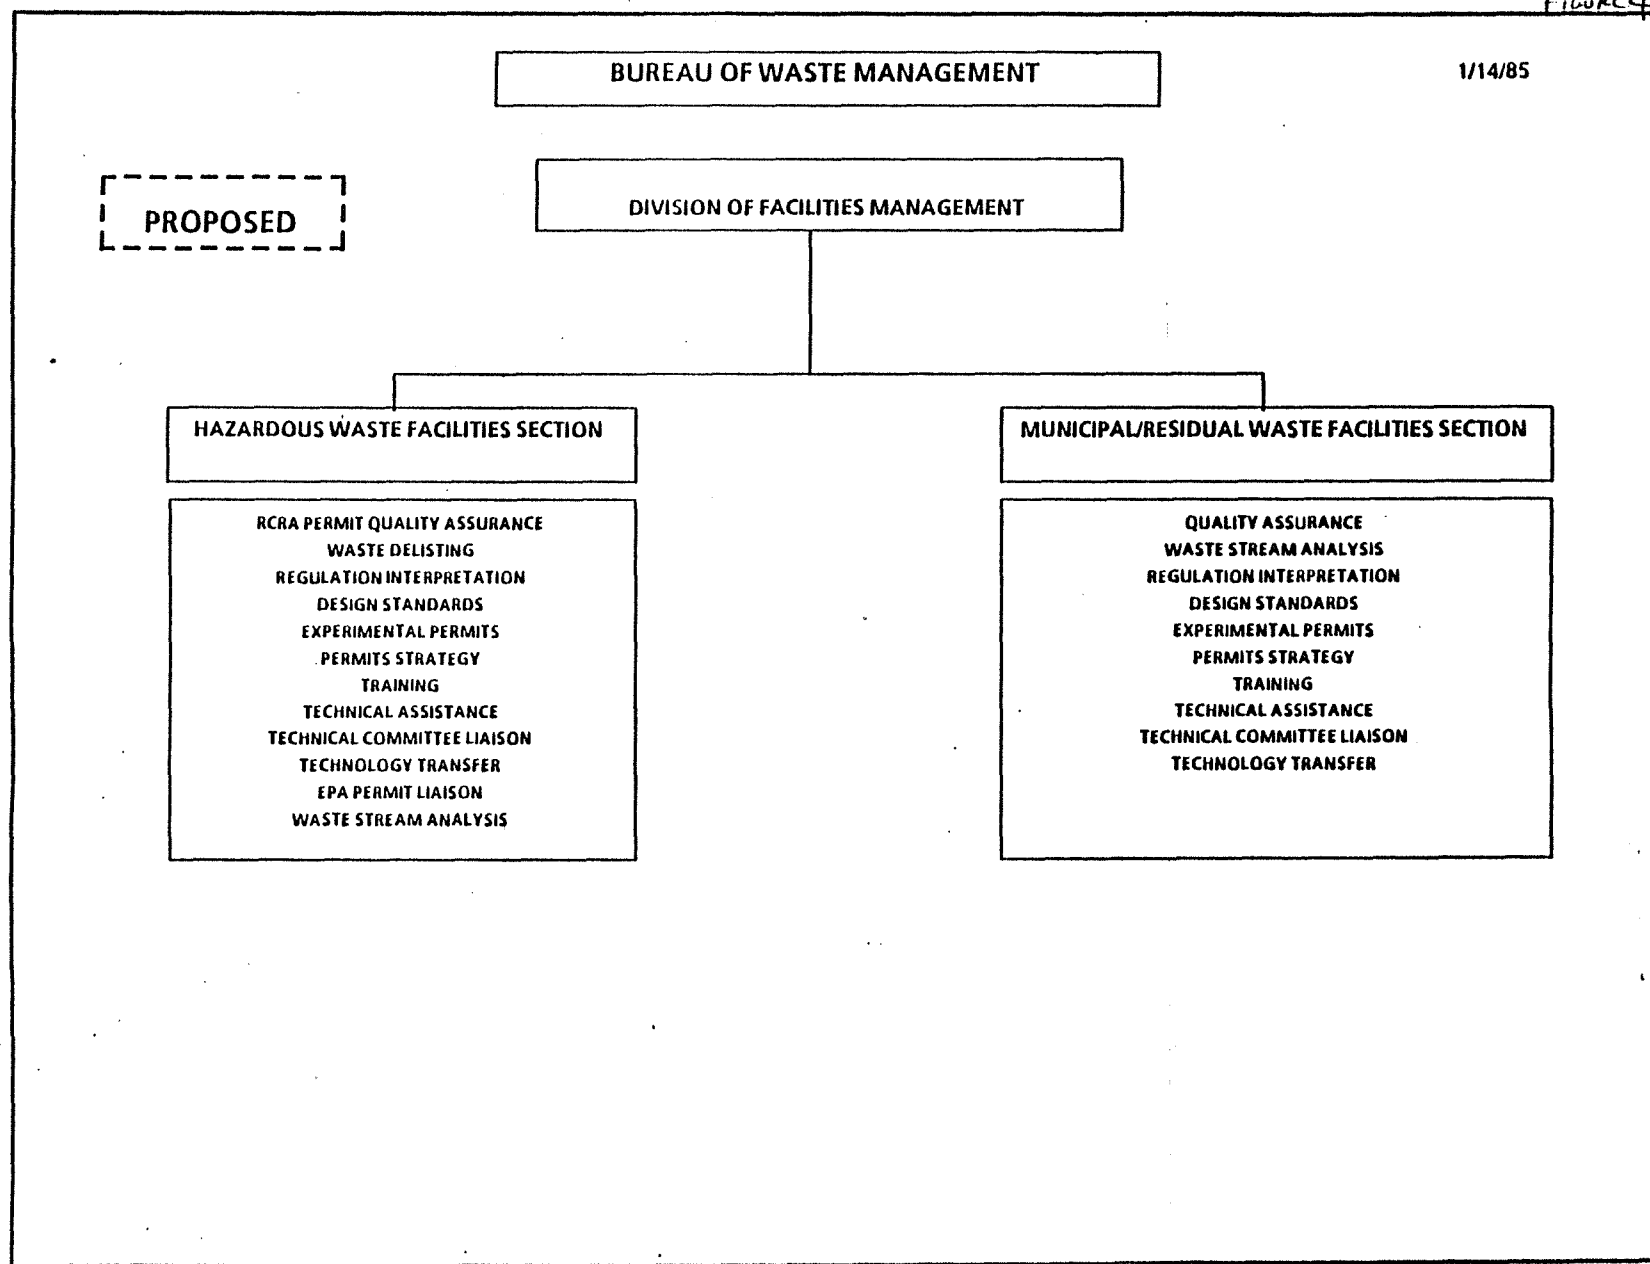 FIGURE 4
BUREAU OF WASTE MANAGEMENT
1/14/85
PROPOSED
DIVISION OF FACILITIES MANAGEMENT
HAZARDOUS WASTE FACILITIES SECTION
RCRA PERMIT QUALITY ASSURANCE
WASTE DELISTING
REGULATION INTERPRETATION
DESIGN STANDARDS
EXPERIMENTAL PERMITS
PERMITS STRATEGY
TRAINING
TECHNICAL ASSISTANCE
TECHNICAL COMMITTEE LIAISON
TECHNOLOGY TRANSFER
EPA PERMIT LIAISON
WASTE STREAM ANALYSIS
MUNICIPAL/RESIDUAL WASTE FACILITIES SECTION
QUALITY ASSURANCE
WASTE STREAM ANALYSIS
REGULATION INTERPRETATION
DESIGN STANDARDS
EXPERIMENTAL PERMITS
PERMITS STRATEGY
TRAINING
TECHNICAL ASSISTANCE
TECHNICAL COMMITTEE LIAISON
TECHNOLOGY TRANSFER